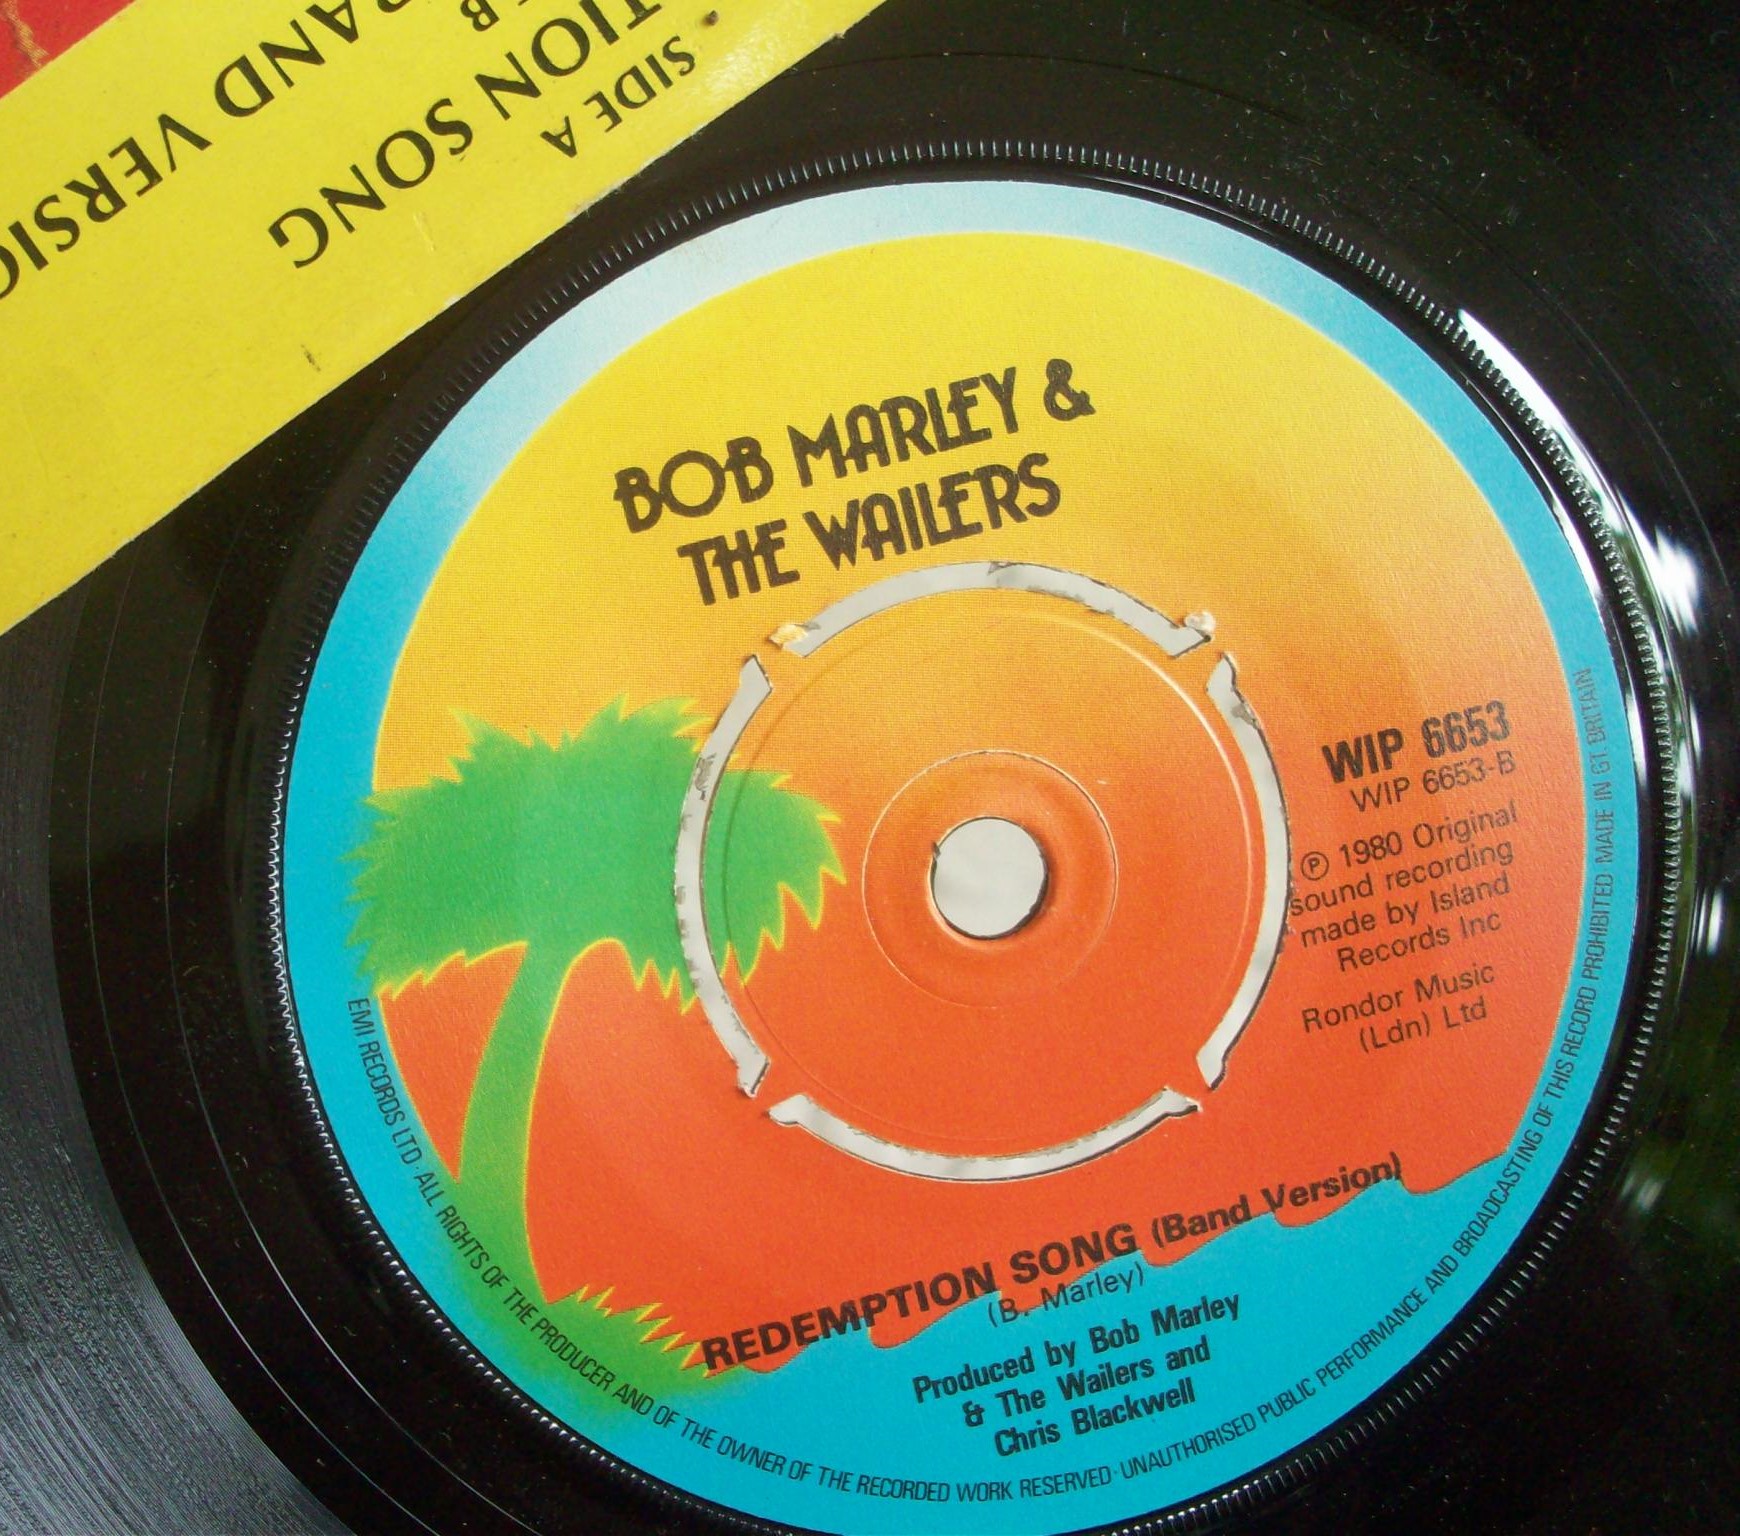 SIDE A
TION SONG
E B
BAND VERSIO
BOB MARLEY &
THE WAILERS
WIP 6653
WIP 6653-B
Ⓟ 1980 Original
sound recording
made by Island
Records Inc
Rondor Music
(Ldn) Ltd
REDEMPTION SONG (Band Version)
(B. Marley)
Produced by Bob Marley
& The Wailers and
Chris Blackwell
EMI RECORDS LTD · ALL RIGHTS OF THE PRODUCER AND OF THE OWNER OF THE RECORDED WORK RESERVED · UNAUTHORISED PUBLIC PERFORMANCE AND BROADCASTING OF THIS RECORD PROHIBITED MADE IN GT BRITAIN